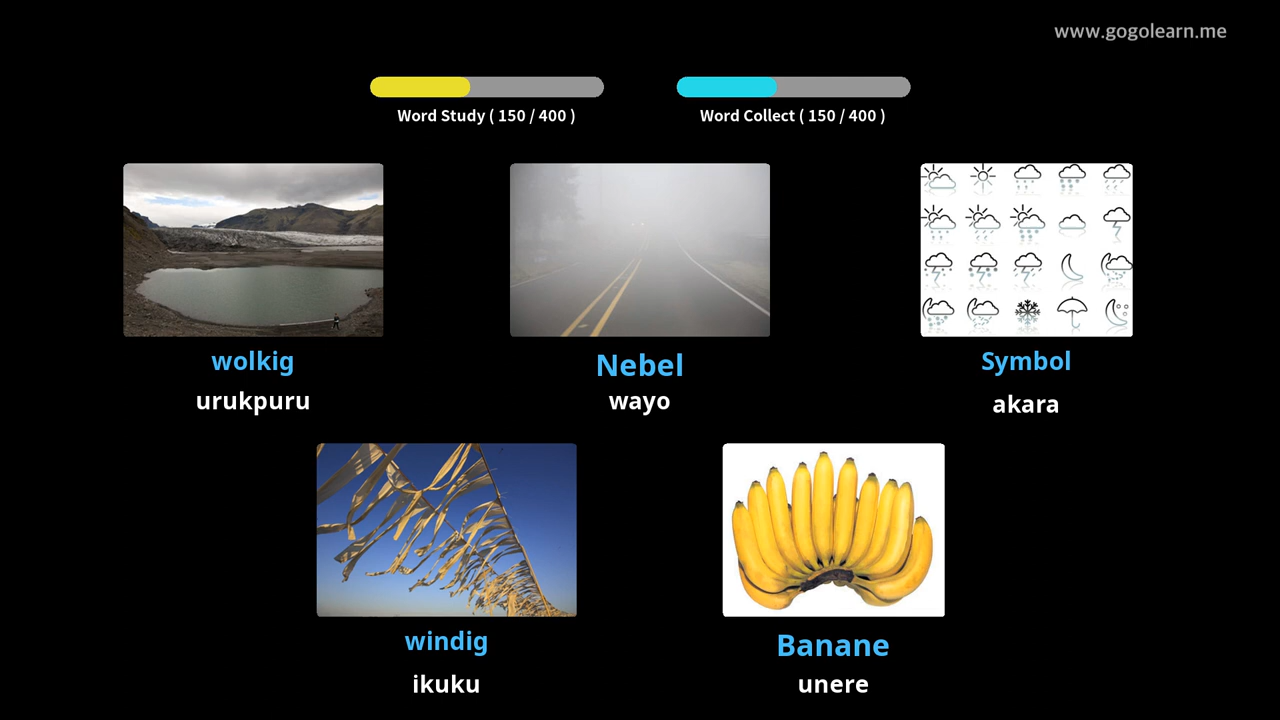 www.gogolearn.me
Word Study ( 150 / 400 )
Word Collect ( 150 / 400 )
wolkig
urukpuru
Nebel
wayo
Symbol
akara
windig
ikuku
Banane
unere